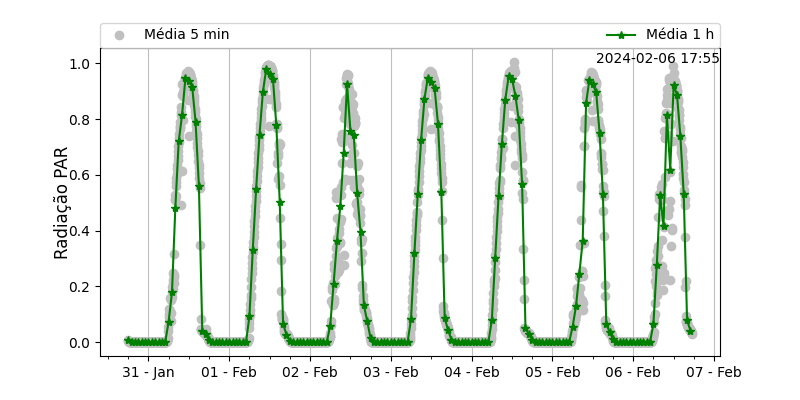 Média 5 min
Média 1 h
2024-02-06 17:55
Radiação PAR
1.0
0.8
0.6
0.4
0.2
0.0
31 - Jan
01 - Feb
02 - Feb
03 - Feb
04 - Feb
05 - Feb
06 - Feb
07 - Feb